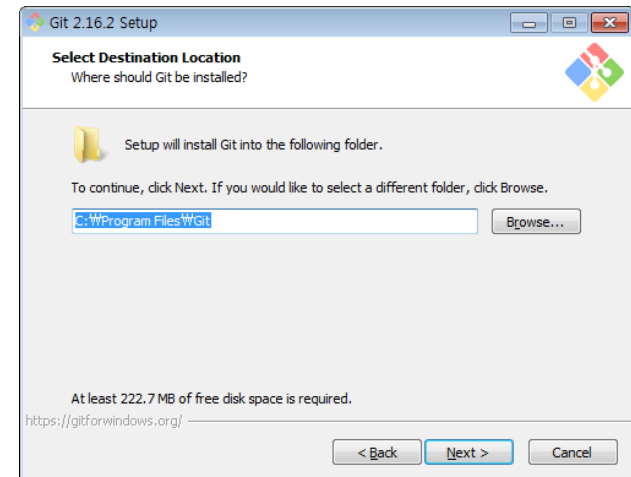 Git 2.16.2 Setup
Select Destination Location
Where should Git be installed?
Setup will install Git into the following folder.
To continue, click Next. If you would like to select a different folder, click Browse.
C:₩Program Files₩Git
Browse...
At least 222.7 MB of free disk space is required.
https://gitforwindows.org/
< Back
Next >
Cancel